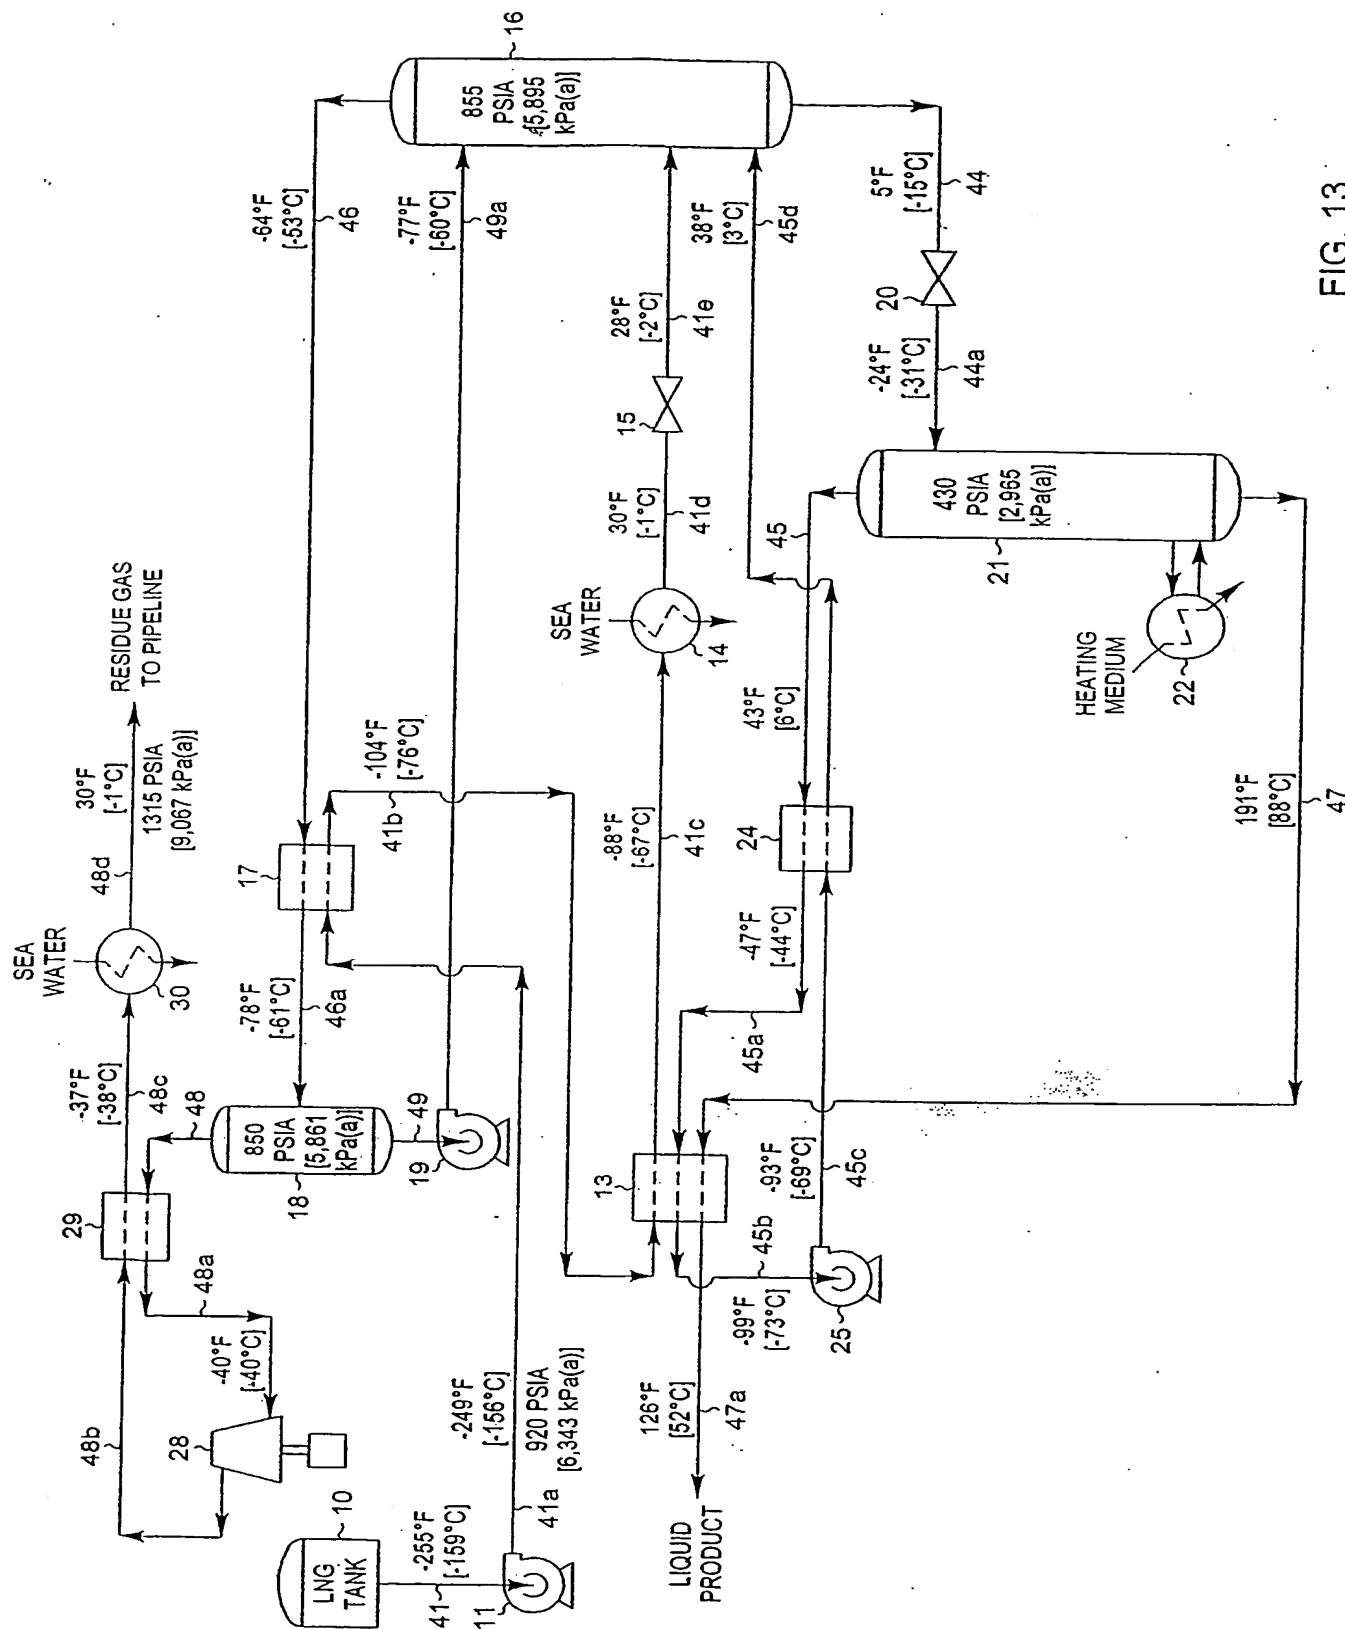 LNG
TANK
10
-255°F
[-159°C]
41
11
41a
-249°F
[-156°C]
920 PSIA
[6,343 kPa(a)]
48b
28
-40°F
[-40°C]
48a
29
48
850
PSIA
[5,861
kPa(a)]
18
49
19
-37°F
[-38°C]
48c
SEA
WATER
30
48d
30°F
[-1°C]
1315 PSIA
[9,067 kPa(a)]
RESIDUE GAS
TO PIPELINE
-78°F
[-61°C]
46a
17
-104°F
[-76°C]
41b
-64°F
[-53°C]
46
-77°F
[-60°C]
49a
16
855
PSIA
[5,895
kPa(a)]
LIQUID
PRODUCT
126°F
[52°C]
47a
-99°F
[-73°C]
45b
25
13
-93°F
[-69°C]
45c
45a
-47°F
[-44°C]
24
-88°F
[-67°C]
41c
SEA
WATER
14
30°F
[-1°C]
41d
15
28°F
[-2°C]
41e
38°F
[3°C]
45d
43°F
[6°C]
45
HEATING
MEDIUM
22
21
430
PSIA
[2,965
kPa(a)]
-24°F
[-31°C]
44a
20
5°F
[-15°C]
44
191°F
[88°C]
47
FIG. 13